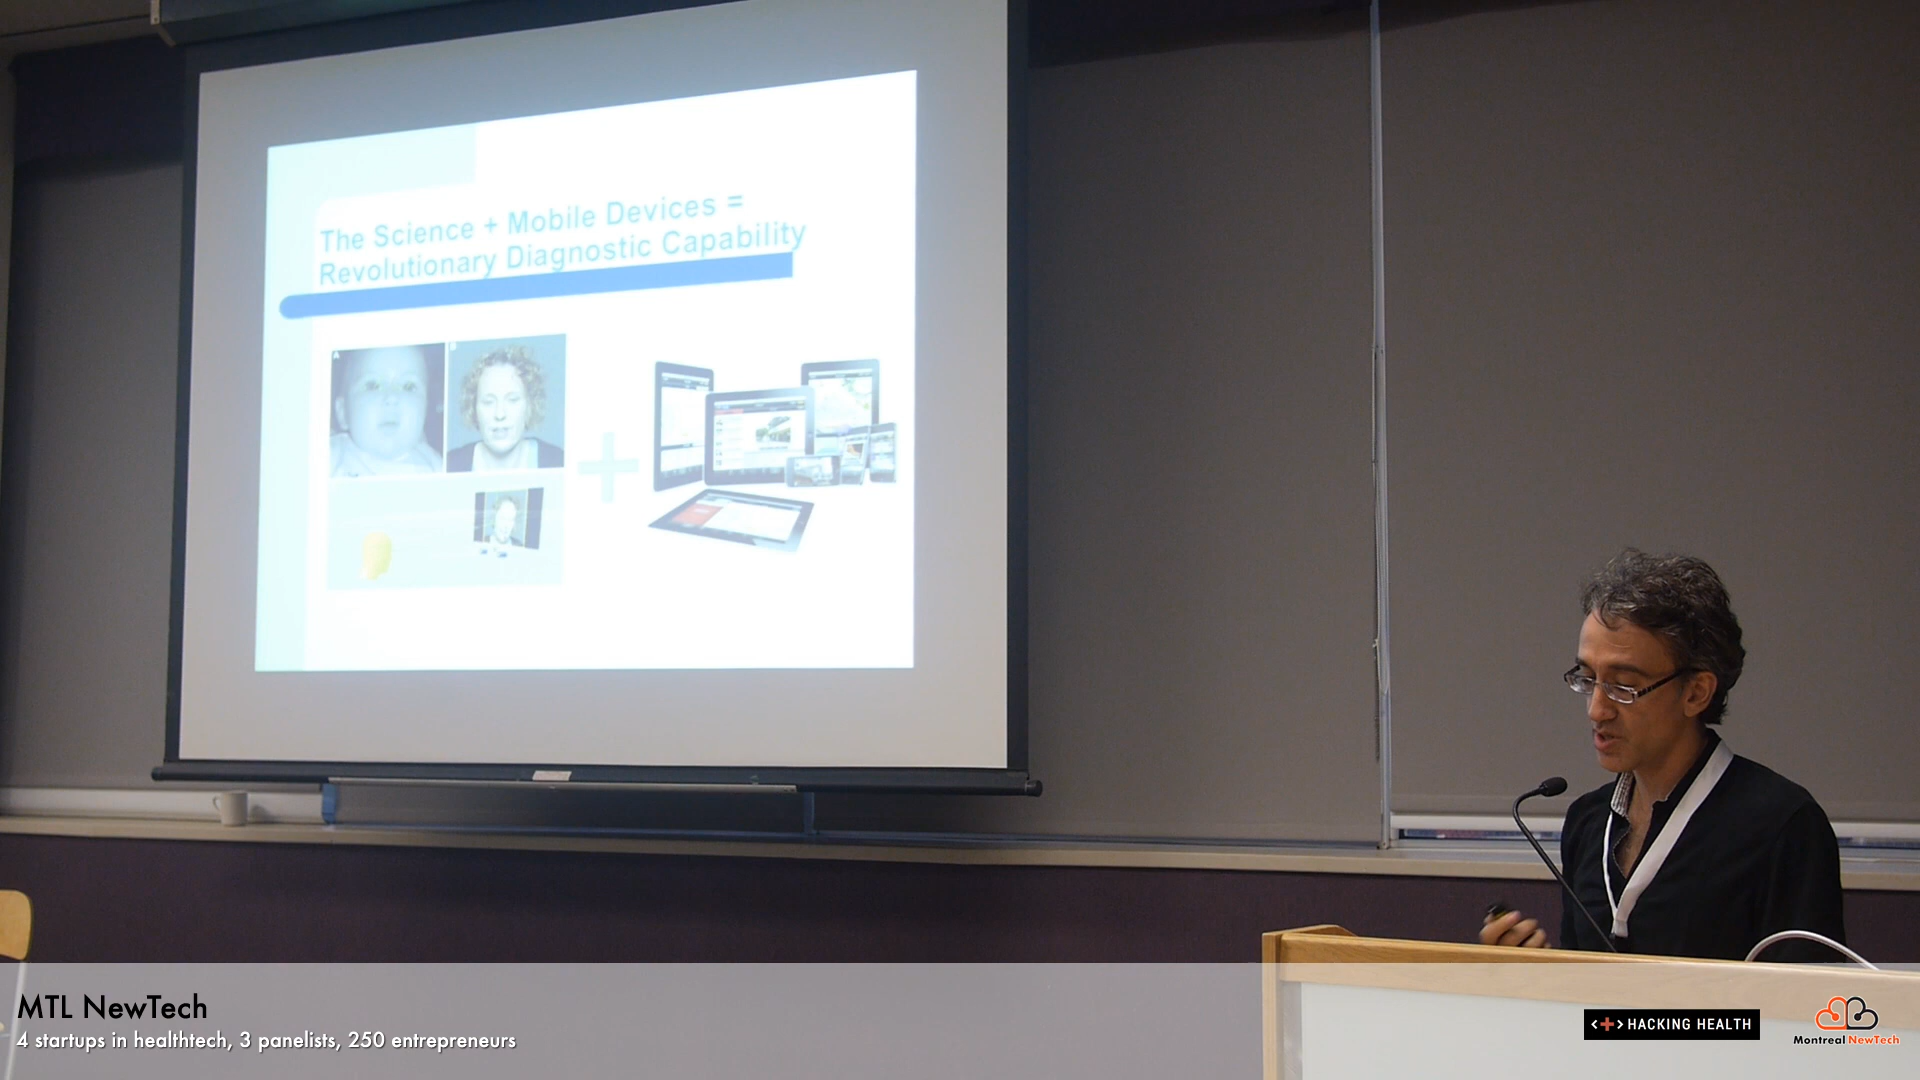 The Science + Mobile Devices =
Revolutionary Diagnostic Capability
A
MTL NewTech
4 startups in healthtech, 3 panelists, 250 entrepreneurs
<+> HACKING HEALTH
Montreal NewTech